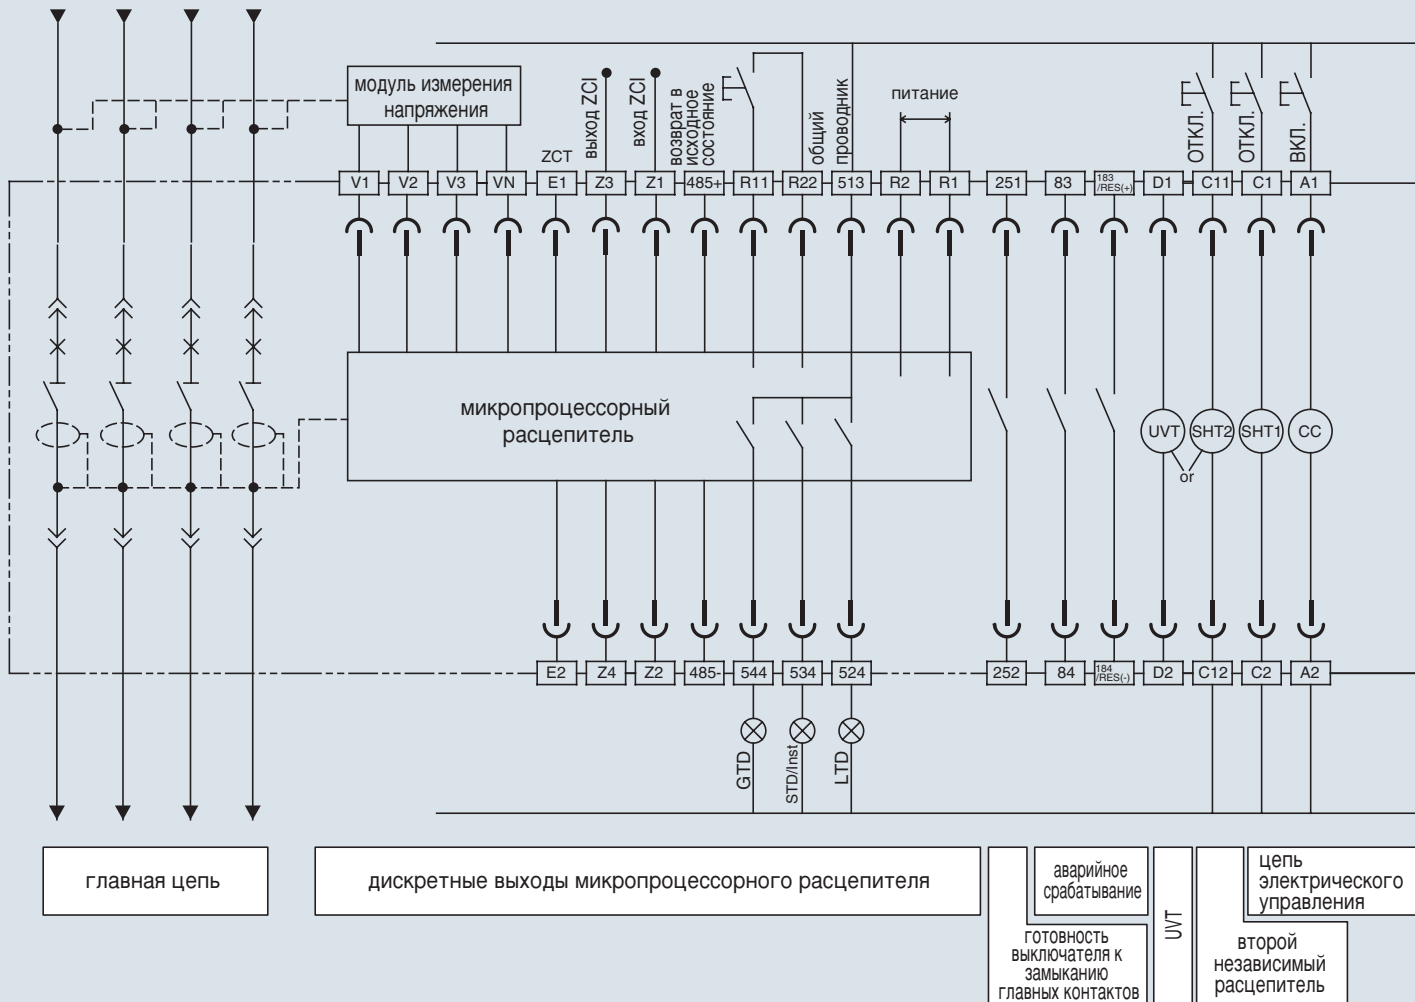 модуль измерения
напряжения
ZCT
выход ZCI
вход ZCI
возврат в
исходное
состояние
общий
проводник
питание
ОТКЛ.
ОТКЛ.
ВКЛ.
V1 V2 V3 VN E1 Z3 Z1 485+ R11 R22 513 R2 R1 251 83 183 /RES(+) D1 C11 C1 A1
микропроцессорный
расцепитель
UVT SHT2 SHT1 CC
or
E2 Z4 Z2 485- 544 534 524 252 84 184 /RES(-) D2 C12 C2 A2
GTD
STD/Inst
LTD
главная цепь
дискретные выходы микропроцессорного расцепителя
готовность
выключателя к
замыканию
главных контактов
аварийное
срабатывание
UVT
второй
независимый
расцепитель
цепь
электрического
управления